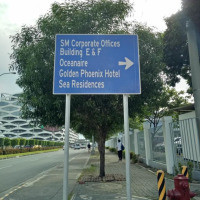 SM Corporate Offices
Building E & F
Oceanaire
Golden Phoenix Hotel
Sea Residences